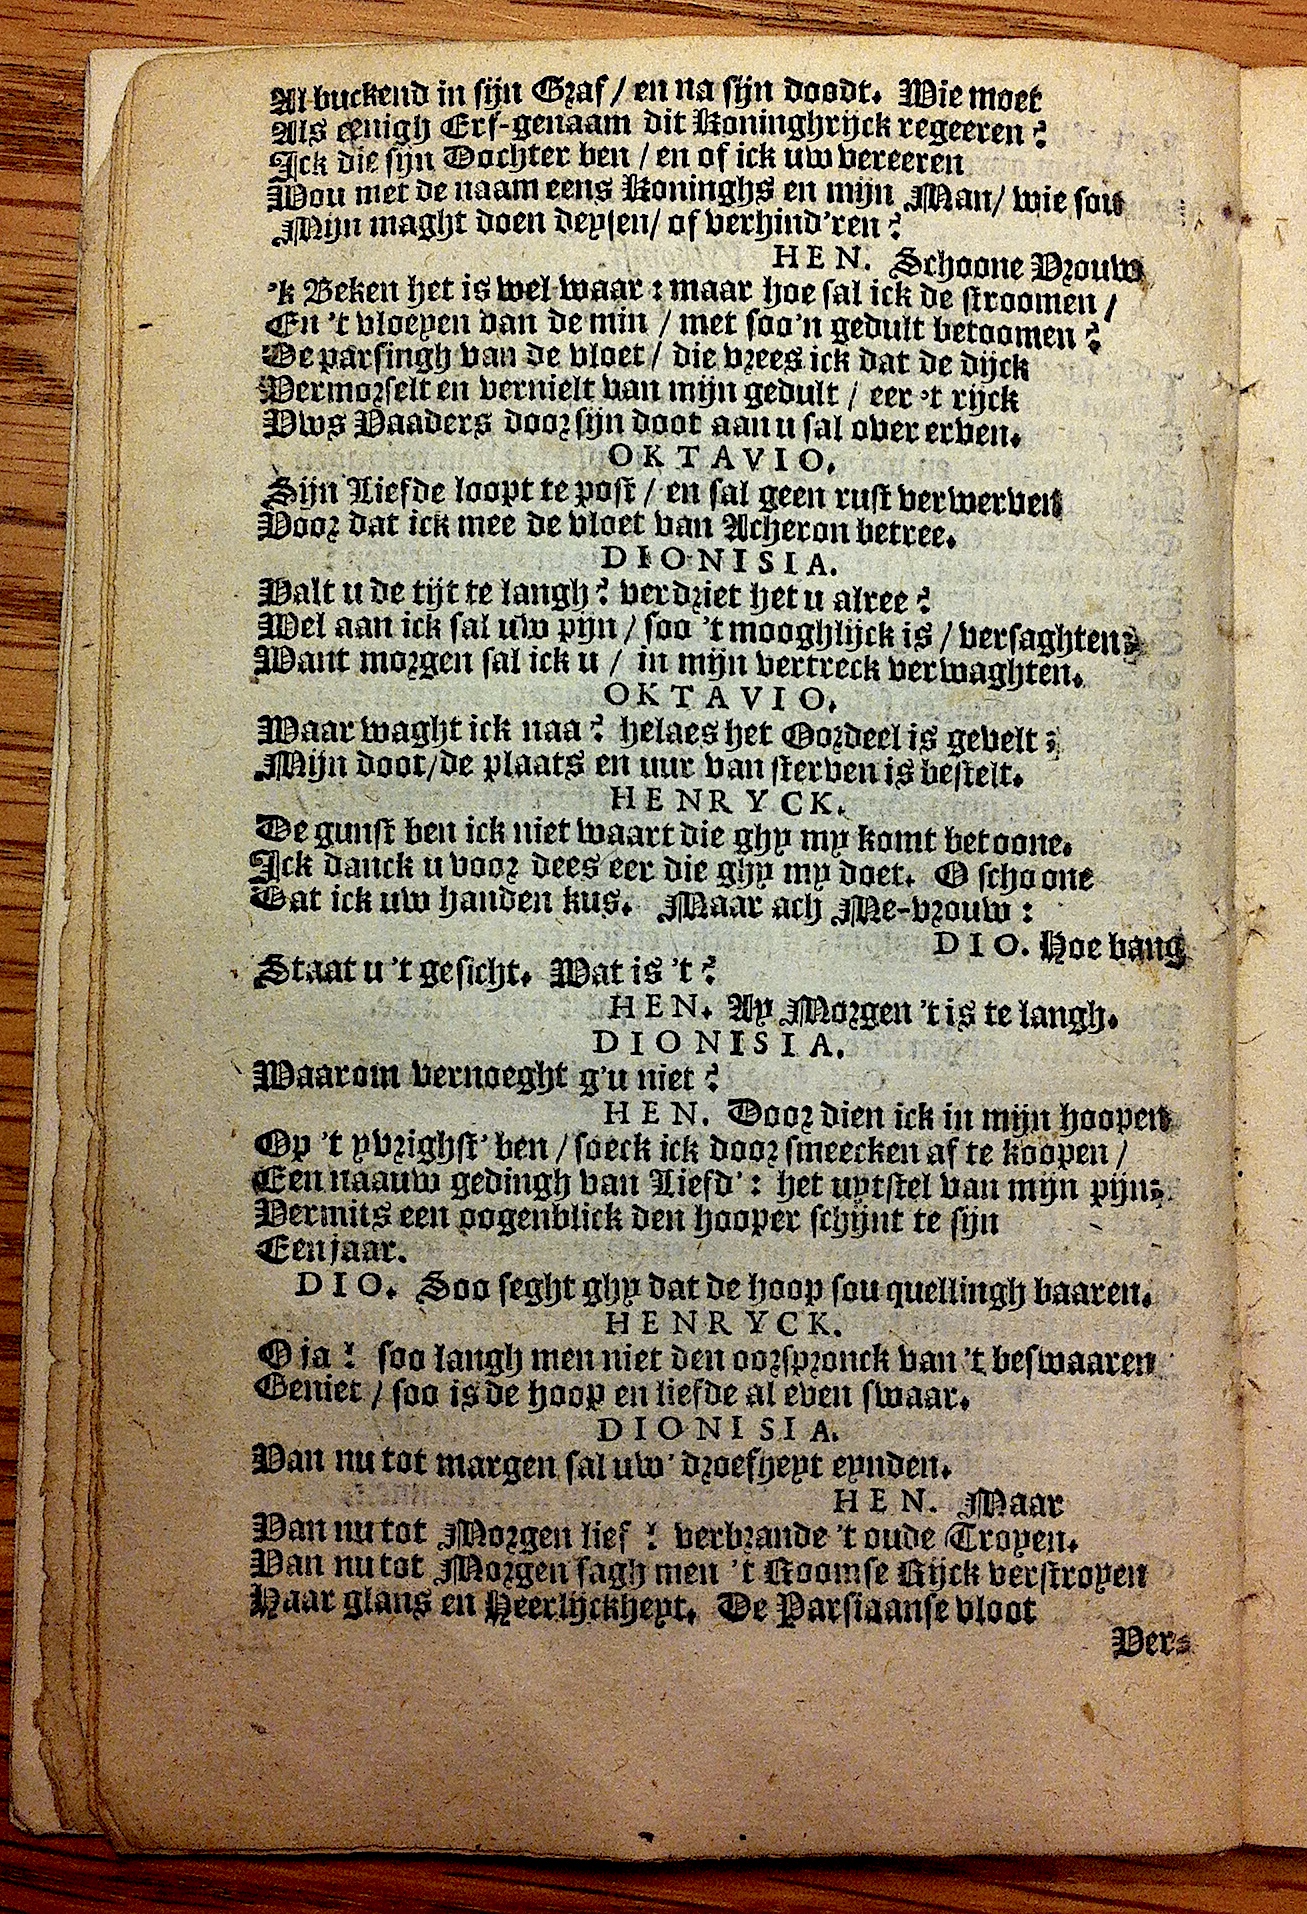 Al buckend in sijn Graf / en na sijn doodt. Wie moet
Als eenigh Erf-genaam dit Koninghrijck regeeren?
Ick die sijn Dochter ben / en of ick uw vereeren
Wou met de naam eens Koninghs en mijn Man / wie sou
Mijn maght doen deysen / of verhind'ren?
HEN. Schoone Vrouw
'k Beken het is wel waar: maar hoe sal ick de stroomen /
En 't vloeyen van de min / met soo'n gedult betoomen?
De parsingh van de vloet / die vrees ick dat de dijck
Vermorselt en vernielt van mijn gedult / eer 't rijck
Uws Vaaders door sijn doot aan u sal over erven.
OKTAVIO.
Sijn Liefde loopt te post / en sal geen rust verwerven
Voor dat ick mee de vloet van Acheron betree.
DIONISIA.
Valt u de tijt te langh? verdriet het u alree?
Wel aan ick sal uw pijn / soo 't mooghlijck is / versaghten;
Want morgen sal ick u / in mijn vertreck verwaghten.
OKTAVIO.
Maar waght ick naa? helaes het Oordeel is gevelt;
Mijn doot / de plaats en uur van sterven is bestelt.
HENRYCK.
De gunst ben ick niet waart die ghy my komt betoone.
Ick danck u voor dees eer die ghy my doet. O schoone
Gat ick uw handen kus. Maar ach Me-vrouw:
DIO. Hoe bang
Staat u 't gesicht. Wat is 't?
HEN. Ay Morgen 't is te langh.
DIONISIA.
Waarom vernoeght g'u niet?
HEN. Door dien ick in mijn hoopen
Op 't yvrighst' ben / soeck ick door smeecken af te koopen /
Een naauw gedingh van Liefd': het uytstel van mijn pijn;
Vermits een oogenblick den hooper schijnt te sijn
Een jaar.
DIO. Soo seght ghy dat de hoop sou quellingh baaren.
HENRYCK.
O ja! soo langh men niet den oorspronck van 't beswaaren
Geniet / soo is de hoop en liefde al even swaar.
DIONISIA.
Van nu tot margen sal uw' droefheyt eynden.
HEN. Maar
Van nu tot Morgen lief! verbrande 't oude Troyen.
Van nu tot Morgen sagh men 't Roomse Rijck verstroyen
Haar glans en Heerlijckheyt. De Parsiaanse vloot
Ver-